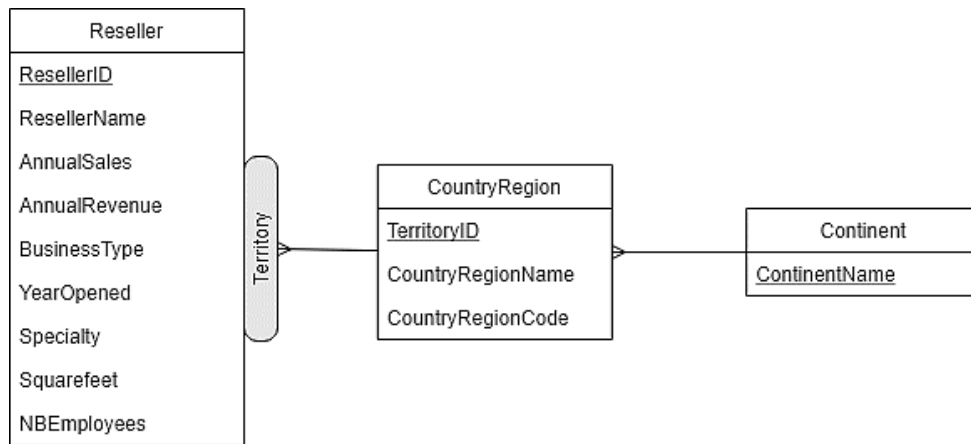 Reseller
ResellerID
ResellerName
AnnualSales
AnnualRevenue
BusinessType
YearOpened
Specialty
Squarefeet
NBEmployees
Territory
CountryRegion
TerritoryID
CountryRegionName
CountryRegionCode
Continent
ContinentName